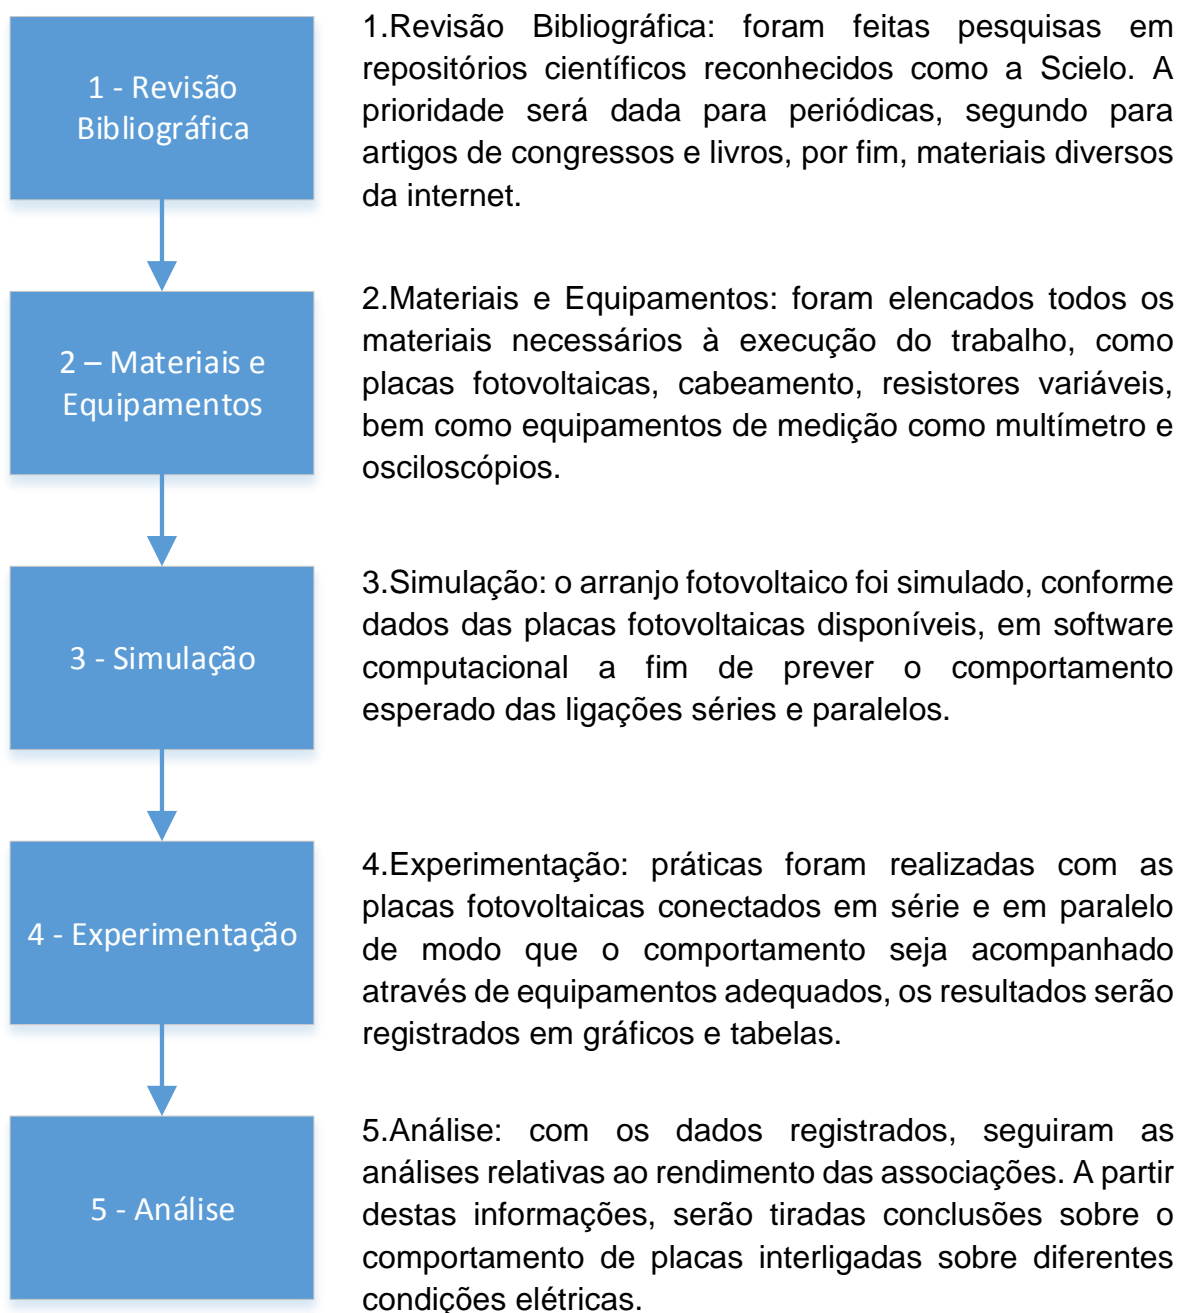 1 - Revisão
Bibliográfica
1.Revisão Bibliográfica: foram feitas pesquisas em
repositórios científicos reconhecidos como a Scielo. A
prioridade será dada para periódicas, segundo para
artigos de congressos e livros, por fim, materiais diversos
da internet.
2 – Materiais e
Equipamentos
2.Materiais e Equipamentos: foram elencados todos os
materiais necessários à execução do trabalho, como
placas fotovoltaicas, cabeamento, resistores variáveis,
bem como equipamentos de medição como multímetro e
osciloscópios.
3 - Simulação
3.Simulação: o arranjo fotovoltaico foi simulado, conforme
dados das placas fotovoltaicas disponíveis, em software
computacional a fim de prever o comportamento
esperado das ligações séries e paralelos.
4 - Experimentação
4.Experimentação: práticas foram realizadas com as
placas fotovoltaicas conectados em série e em paralelo
de modo que o comportamento seja acompanhado
através de equipamentos adequados, os resultados serão
registrados em gráficos e tabelas.
5 - Análise
5.Análise: com os dados registrados, seguiram as
análises relativas ao rendimento das associações. A partir
destas informações, serão tiradas conclusões sobre o
comportamento de placas interligadas sobre diferentes
condições elétricas.